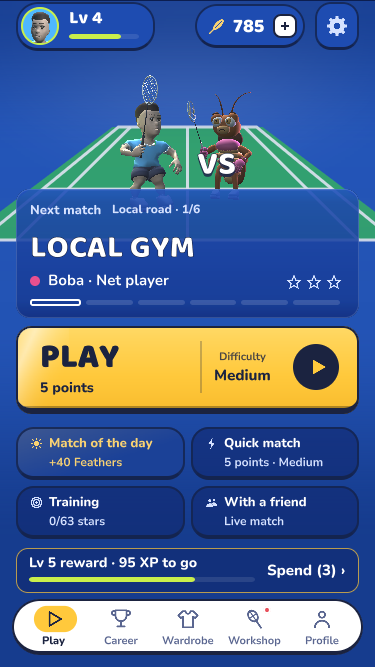 Lv 4
785
VS
Next match Local road · 1/6
LOCAL GYM
Boba · Net player
PLAY
5 points
Difficulty
Medium
Match of the day
+40 Feathers
Quick match
5 points · Medium
Training
0/63 stars
With a friend
Live match
Lv 5 reward · 95 XP to go
Spend (3) ›
Play
Career
Wardrobe
Workshop
Profile